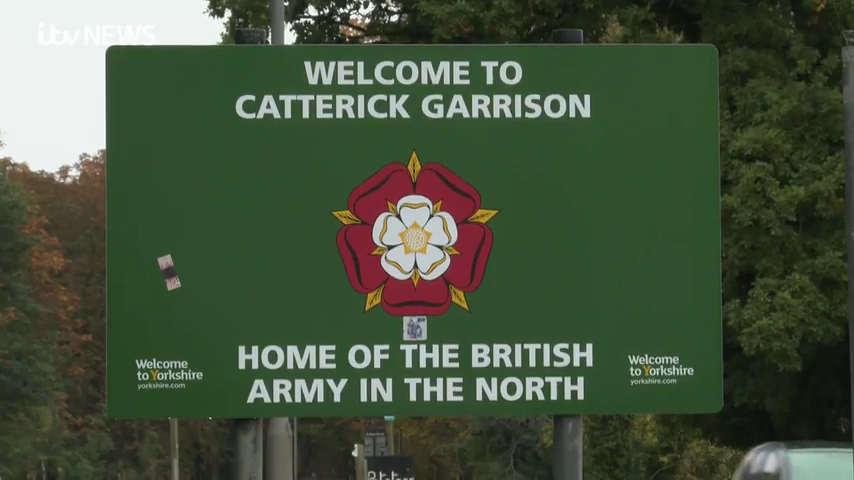 itv NEWS
WELCOME TO
CATTERICK GARRISON
HOME OF THE BRITISH
ARMY IN THE NORTH
Welcome
to Yorkshire
yorkshire.com
Welcome
to Yorkshire
yorkshire.com